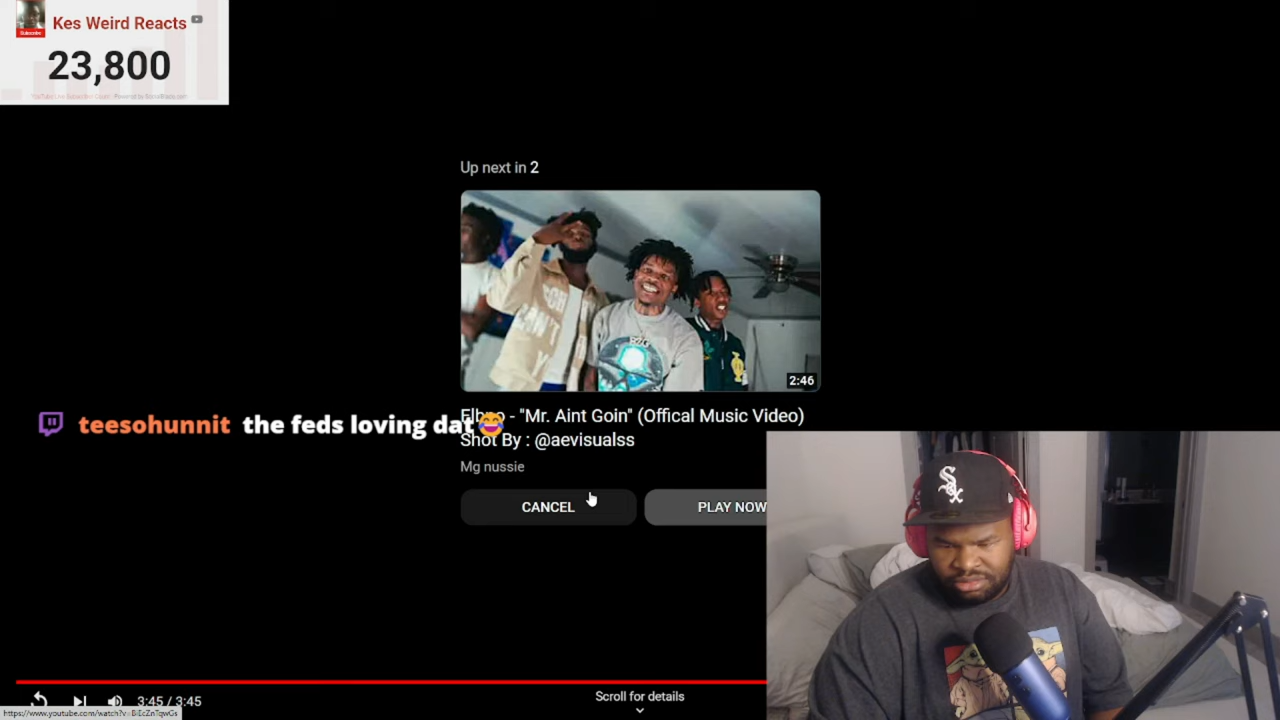 Kes Weird Reacts
Subscribe
23,800
Up next in 2
2:46
- "Mr. Aint Goin" (Offical Music Video)
teesohunnit the feds loving dat😂
Shot By : @aevisualss
Mg nussie
CANCEL
PLAY NOW
3:45 / 3:45
Scroll for details